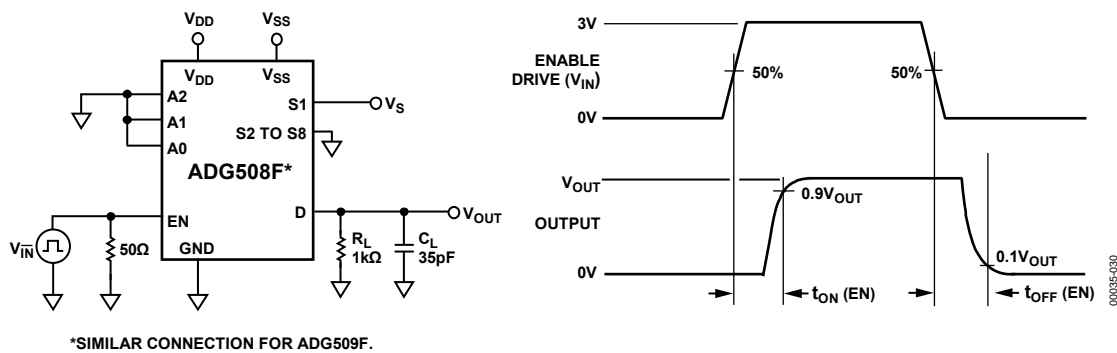 VDD
VSS
VDD
VSS
A2
A1
A0
S1
VS
S2 TO S8
ADG508F*
EN
D
VOUT
VIN
50Ω
GND
RL
1kΩ
CL
35pF
*SIMILAR CONNECTION FOR ADG509F.
3V
ENABLE
DRIVE (VIN)
50%
50%
0V
VOUT
0.9VOUT
OUTPUT
0V
0.1VOUT
tON (EN)
tOFF (EN)
00035-030